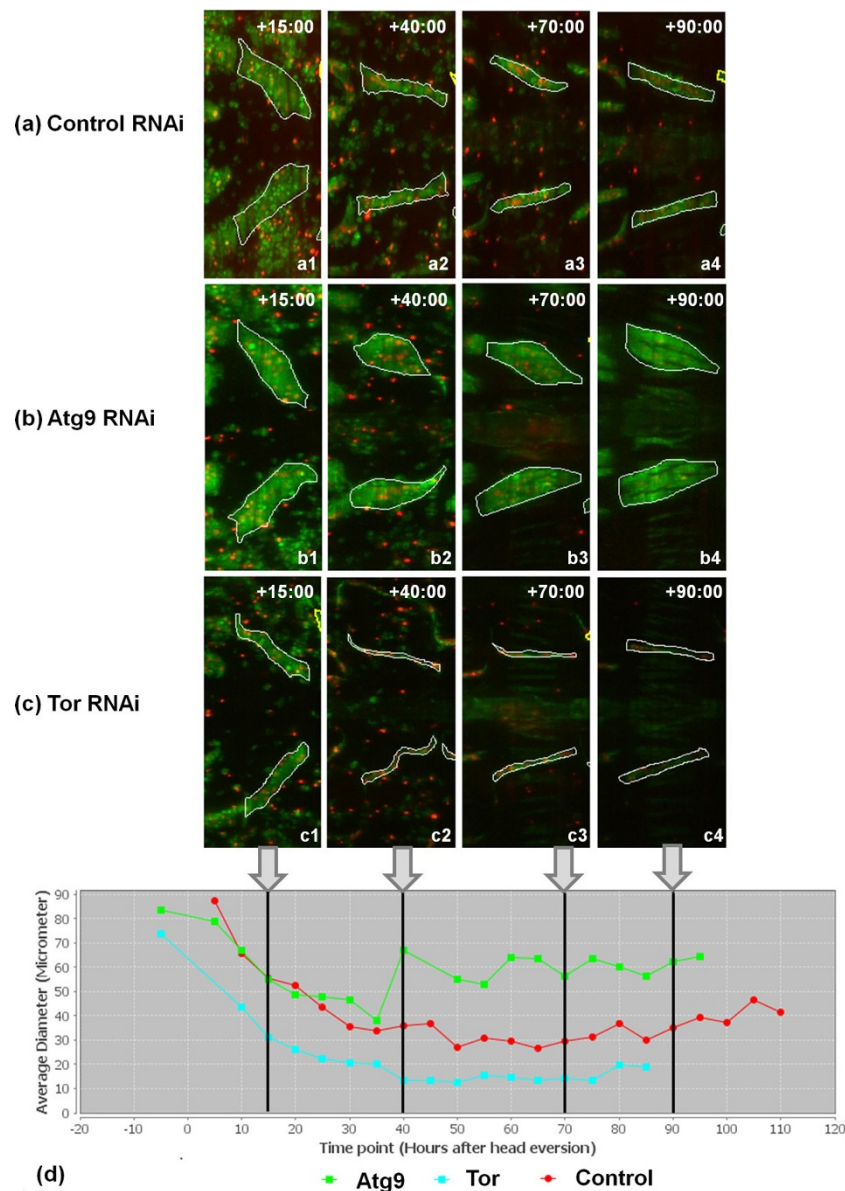 +15:00 +40:00 +70:00 +90:00
(a) Control RNAi
a1 a2 a3 a4
+15:00 +40:00 +70:00 +90:00
(b) Atg9 RNAi
b1 b2 b3 b4
+15:00 +40:00 +70:00 +90:00
(c) Tor RNAi
c1 c2 c3 c4
Average Diameter (Micrometer)
90
80
70
60
50
40
30
20
10
0
-20 -10 0 10 20 30 40 50 60 70 80 90 100 110 120
Time point (Hours after head eversion)
(d) Atg9 Tor Control